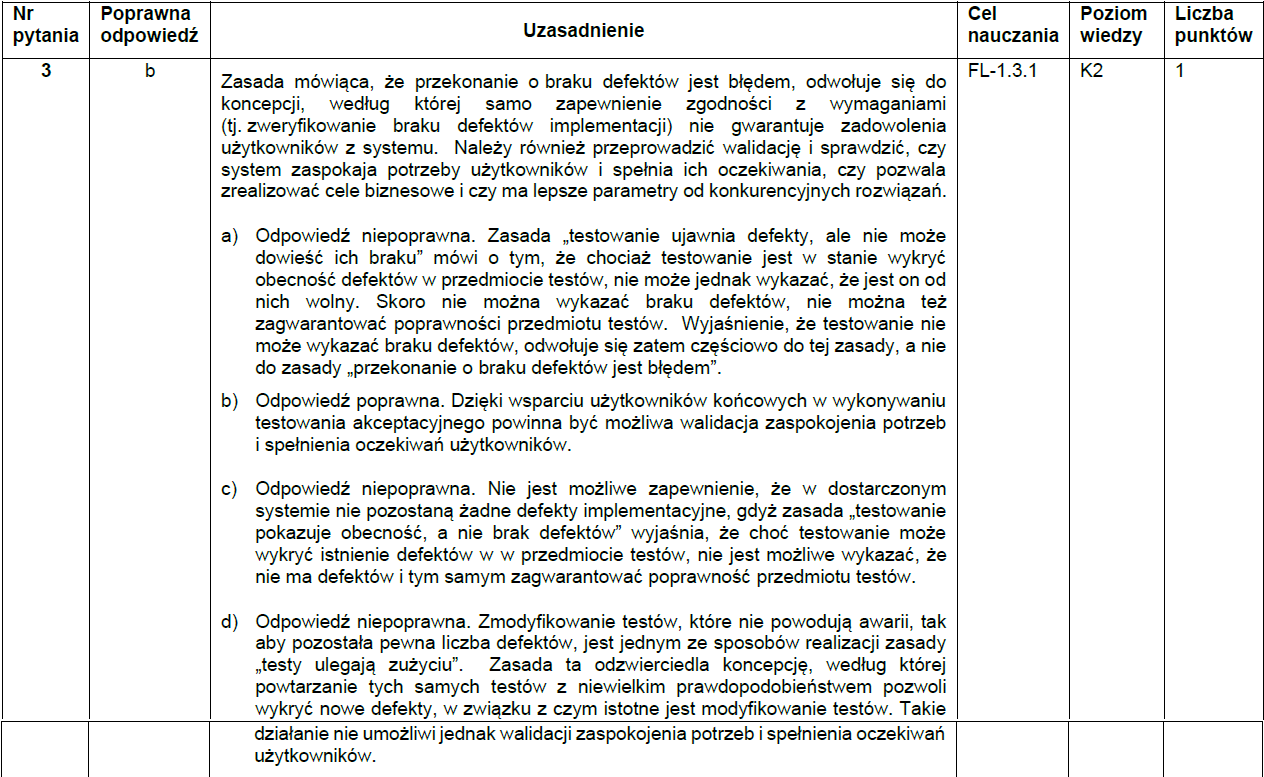 Nr pytania Poprawna odpowiedź Uzasadnienie Cel nauczania Poziom wiedzy Liczba punktów
3 b FL-1.3.1 K2 1
Zasada mówiąca, że przekonanie o braku defektów jest błędem, odwołuje się do
koncepcji, według której samo zapewnienie zgodności z wymaganiami
(tj. zweryfikowanie braku defektów implementacji) nie gwarantuje zadowolenia
użytkowników z systemu. Należy również przeprowadzić walidację i sprawdzić, czy
system zaspokaja potrzeby użytkowników i spełnia ich oczekiwania, czy pozwala
zrealizować cele biznesowe i czy ma lepsze parametry od konkurencyjnych rozwiązań.
a) Odpowiedź niepoprawna. Zasada „testowanie ujawnia defekty, ale nie może
dowieść ich braku” mówi o tym, że chociaż testowanie jest w stanie wykryć
obecność defektów w przedmiocie testów, nie może jednak wykazać, że jest on od
nich wolny. Skoro nie można wykazać braku defektów, nie można też
zagwarantować poprawności przedmiotu testów. Wyjaśnienie, że testowanie nie
może wykazać braku defektów, odwołuje się zatem częściowo do tej zasady, a nie
do zasady „przekonanie o braku defektów jest błędem”.
b) Odpowiedź poprawna. Dzięki wsparciu użytkowników końcowych w wykonywaniu
testowania akceptacyjnego powinna być możliwa walidacja zaspokojenia potrzeb
i spełnienia oczekiwań użytkowników.
c) Odpowiedź niepoprawna. Nie jest możliwe zapewnienie, że w dostarczonym
systemie nie pozostaną żadne defekty implementacyjne, gdyż zasada „testowanie
pokazuje obecność, a nie brak defektów” wyjaśnia, że choć testowanie może
wykryć istnienie defektów w w przedmiocie testów, nie jest możliwe wykazać, że
nie ma defektów i tym samym zagwarantować poprawność przedmiotu testów.
d) Odpowiedź niepoprawna. Zmodyfikowanie testów, które nie powodują awarii, tak
aby pozostała pewna liczba defektów, jest jednym ze sposobów realizacji zasady
„testy ulegają zużyciu”. Zasada ta odzwierciedla koncepcję, według której
powtarzanie tych samych testów z niewielkim prawdopodobieństwem pozwoli
wykryć nowe defekty, w związku z czym istotne jest modyfikowanie testów. Takie
działanie nie umożliwi jednak walidacji zaspokojenia potrzeb i spełnienia oczekiwań
użytkowników.